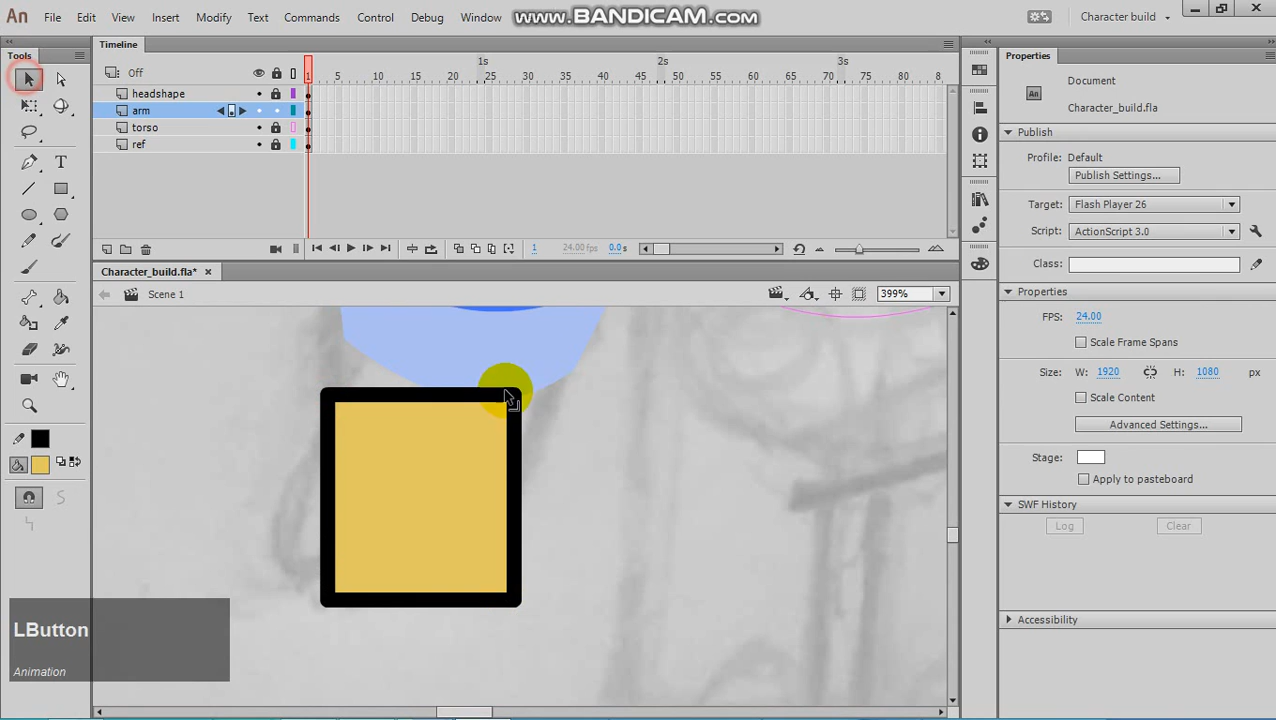 An File Edit View Insert Modify Text Commands Control Debug Window www.BANDICAM.com Character build
Tools Timeline Properties
Off 1s 2s 3s
1 5 10 15 20 25 30 35 40 45 50 55 60 65 70 75 80 8
headshape
arm
torso
ref
1 24.00 fps 0.0 s
Character_build.fla*
Scene 1 399%
T
An Document
Character_build.fla
Publish
Profile: Default
Publish Settings...
Target: Flash Player 26
Script: ActionScript 3.0
Class:
Properties
FPS: 24.00
Scale Frame Spans
Size: W: 1920 H: 1080 px
Scale Content
Advanced Settings...
Stage:
Apply to pasteboard
SWF History
Log Clear
Accessibility
LButton
Animation